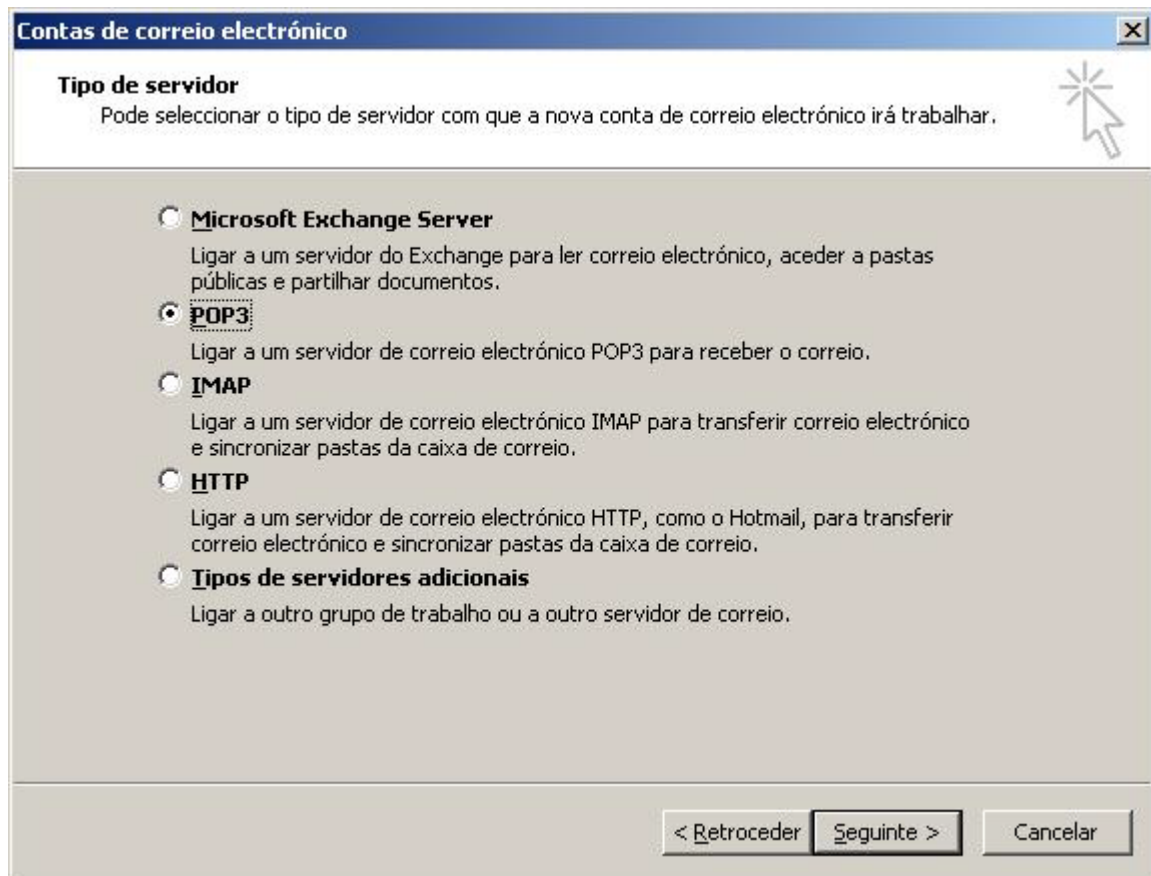 Contas de correio electrónico
Tipo de servidor
Pode seleccionar o tipo de servidor com que a nova conta de correio electrónico irá trabalhar.
Microsoft Exchange Server
Ligar a um servidor do Exchange para ler correio electrónico, aceder a pastas
públicas e partilhar documentos.
POP3
Ligar a um servidor de correio electrónico POP3 para receber o correio.
IMAP
Ligar a um servidor de correio electrónico IMAP para transferir correio electrónico
e sincronizar pastas da caixa de correio.
HTTP
Ligar a um servidor de correio electrónico HTTP, como o Hotmail, para transferir
correio electrónico e sincronizar pastas da caixa de correio.
Tipos de servidores adicionais
Ligar a outro grupo de trabalho ou a outro servidor de correio.
< Retroceder Seguinte > Cancelar